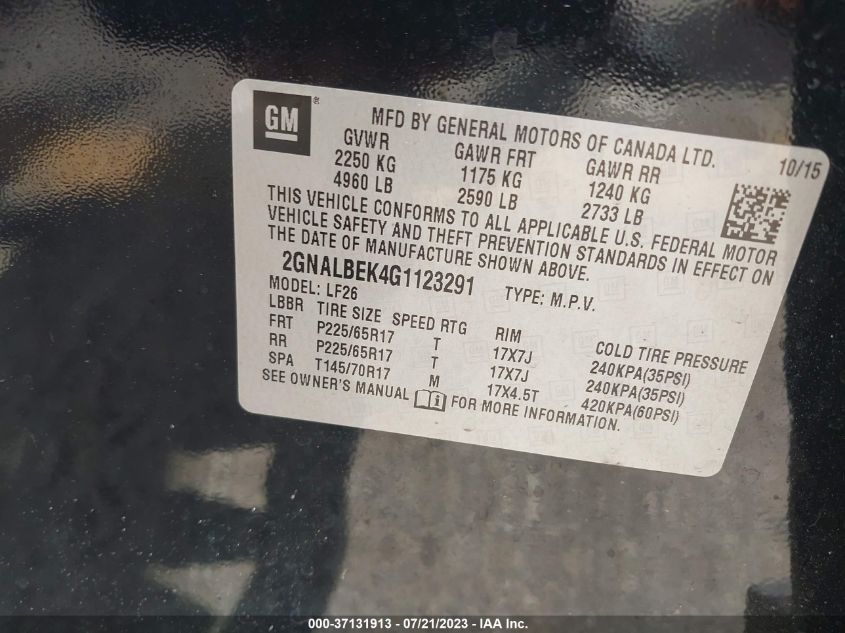 GM®
MFD BY GENERAL MOTORS OF CANADA LTD.
10/15
GVWR GAWR FRT GAWR RR
2250 KG 1175 KG 1240 KG
4960 LB 2590 LB 2733 LB
THIS VEHICLE CONFORMS TO ALL APPLICABLE U.S. FEDERAL MOTOR
VEHICLE SAFETY AND THEFT PREVENTION STANDARDS IN EFFECT ON
THE DATE OF MANUFACTURE SHOWN ABOVE.
2GNALBEK4G1123291 TYPE: M.P.V.
MODEL: LF26
LBBR TIRE SIZE SPEED RTG RIM COLD TIRE PRESSURE
FRT P225/65R17 T 17X7J 240KPA(35PSI)
RR P225/65R17 T 17X7J 240KPA(35PSI)
SPA T145/70R17 M 17X4.5T 420KPA(60PSI)
SEE OWNER'S MANUAL FOR MORE INFORMATION.
000-37131913 - 07/21/2023 - IAA Inc.